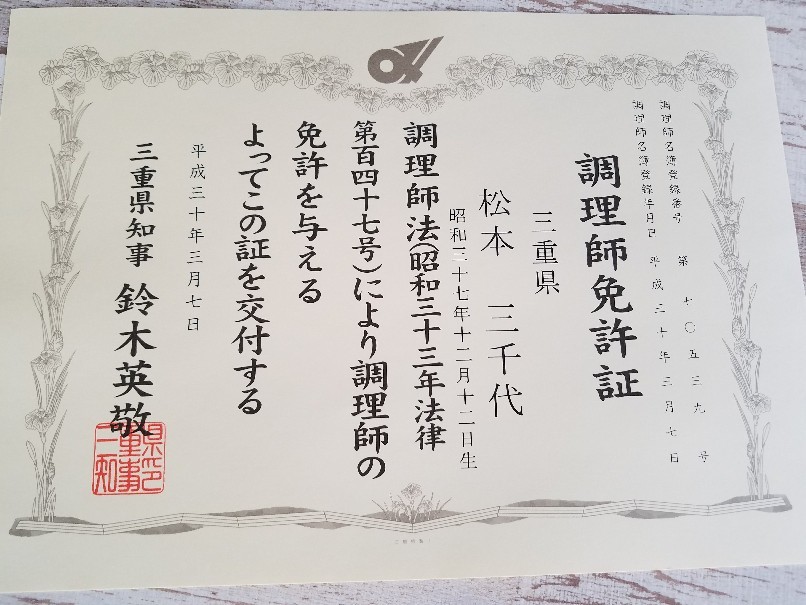 調理師名簿登録番号 第 七〇五三九 号
調理師名簿登録年月日 平成三十年三月七日
調理師免許証
三重県
松本 三千代
昭和三十七年十二月十二日生
調理師法(昭和三十三年法律
第百四十七号)により調理師の
免許を与える
よってこの証を交付する
平成三十年三月七日
三重県知事 鈴木英敬